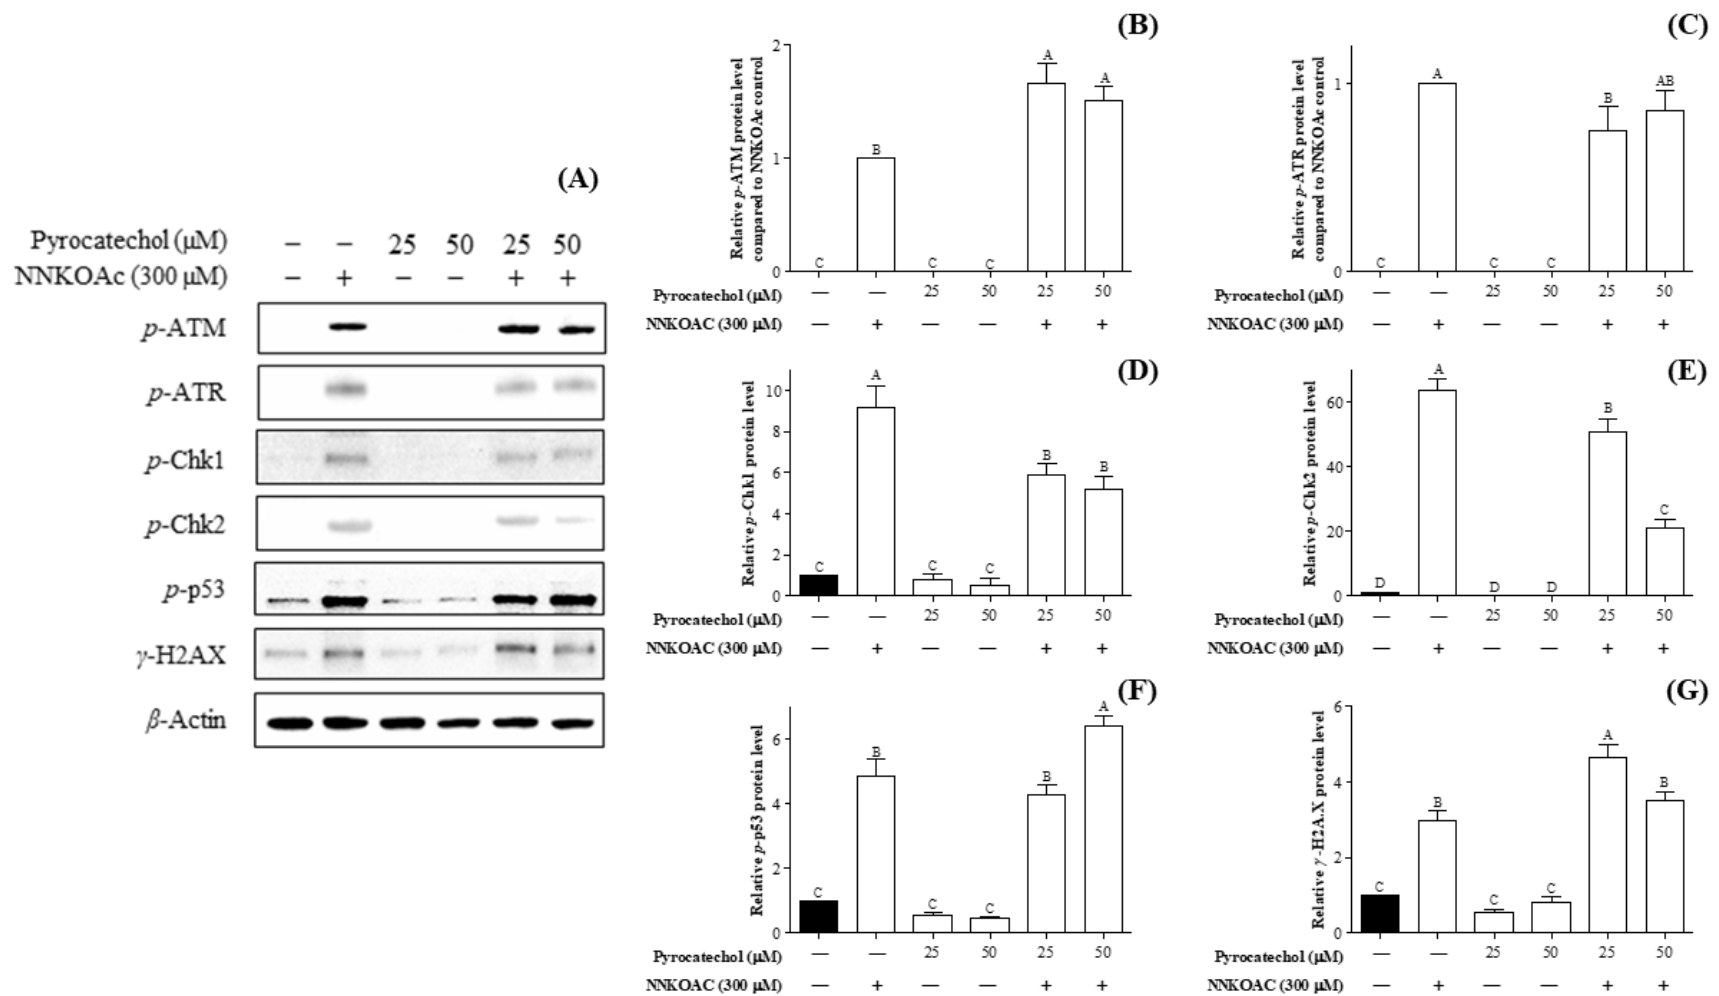 (A)
Pyrocatechol (μM) – – 25 50 25 50
NNKOAc (300 μM) – + – – + +
p-ATM
p-ATR
p-Chk1
p-Chk2
p-p53
γ-H2AX
β-Actin
(B)
Relative p-ATM protein level
compared to NNKOAc control
2
1
0
C B C C A A
Pyrocatechol (μM) — — 25 50 25 50
NNKOAC (300 μM) — + — — + +
(C)
Relative p-ATR protein level
compared to NNKOAc control
1
0
C A C C B AB
Pyrocatechol (μM) — — 25 50 25 50
NNKOAC (300 μM) — + — — + +
(D)
Relative p-Chk1 protein level
10
8
6
4
2
0
C A C C B B
Pyrocatechol (μM) — — 25 50 25 50
NNKOAC (300 μM) — + — — + +
(E)
Relative p-Chk2 protein level
60
40
20
0
D A D D B C
Pyrocatechol (μM) — — 25 50 25 50
NNKOAC (300 μM) — + — — + +
(F)
Relative p-p53 protein level
6
4
2
0
C B C C B A
Pyrocatechol (μM) — — 25 50 25 50
NNKOAC (300 μM) — + — — + +
(G)
Relative γ-H2A.X protein level
6
4
2
0
C B C C A B
Pyrocatechol (μM) — — 25 50 25 50
NNKOAC (300 μM) — + — — + +